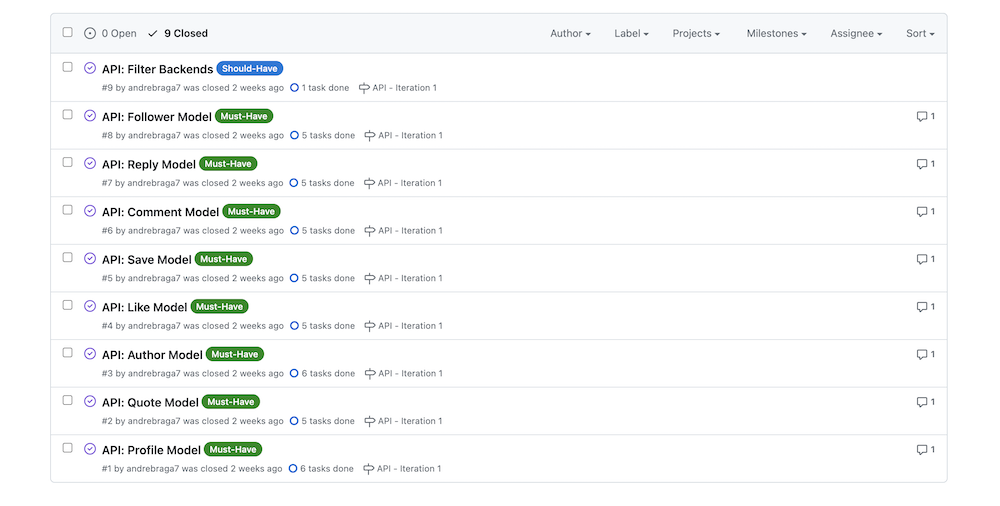 0 Open 9 Closed Author Label Projects Milestones Assignee Sort
API: Filter Backends Should-Have
#9 by andrebraga7 was closed 2 weeks ago 1 task done API - Iteration 1
API: Follower Model Must-Have 1
#8 by andrebraga7 was closed 2 weeks ago 5 tasks done API - Iteration 1
API: Reply Model Must-Have 1
#7 by andrebraga7 was closed 2 weeks ago 5 tasks done API - Iteration 1
API: Comment Model Must-Have 1
#6 by andrebraga7 was closed 2 weeks ago 5 tasks done API - Iteration 1
API: Save Model Must-Have 1
#5 by andrebraga7 was closed 2 weeks ago 5 tasks done API - Iteration 1
API: Like Model Must-Have 1
#4 by andrebraga7 was closed 2 weeks ago 5 tasks done API - Iteration 1
API: Author Model Must-Have 1
#3 by andrebraga7 was closed 2 weeks ago 6 tasks done API - Iteration 1
API: Quote Model Must-Have 1
#2 by andrebraga7 was closed 2 weeks ago 5 tasks done API - Iteration 1
API: Profile Model Must-Have 1
#1 by andrebraga7 was closed 2 weeks ago 6 tasks done API - Iteration 1